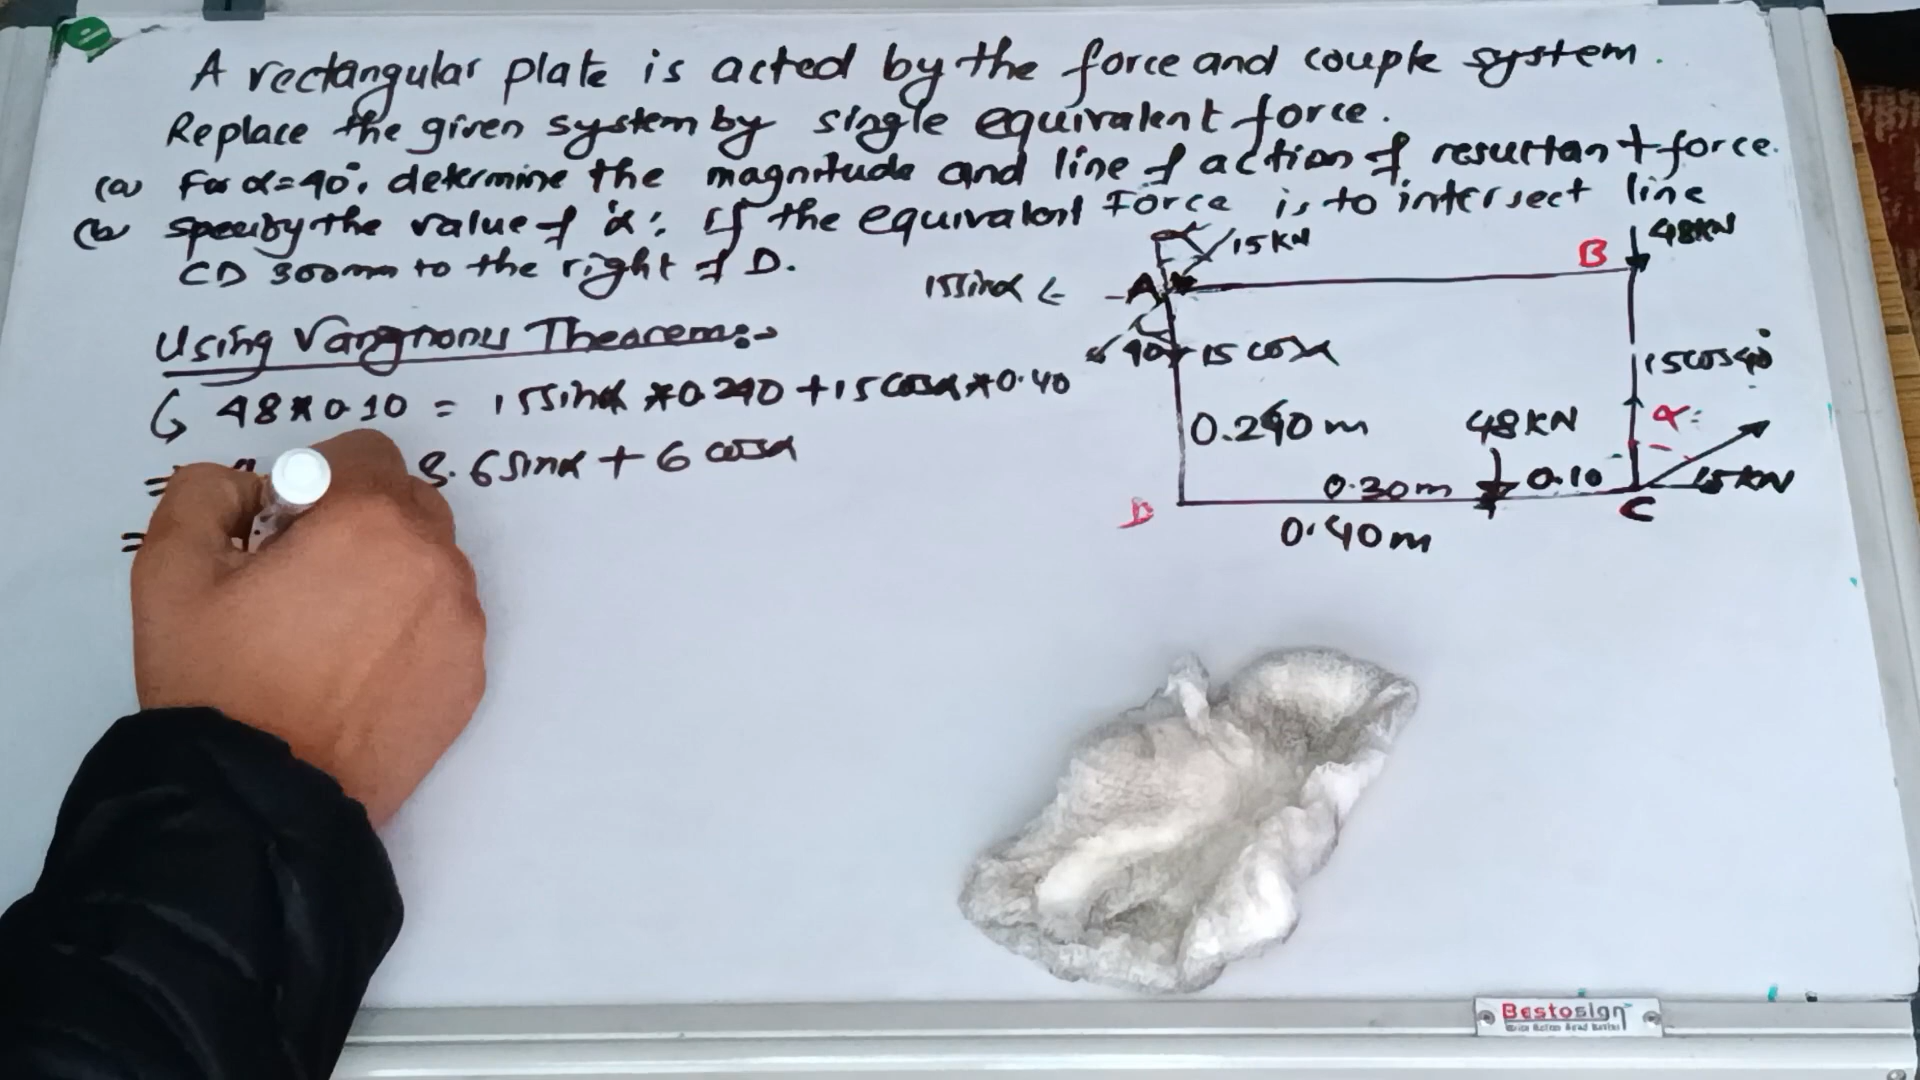 A rectangular plate is acted by the force and couple system.
Replace the given system by single equivalent force.
(a) For α=40°, determine the magnitude and line of action of resultant force.
(b) specify the value of 'α', if the equivalent Force is to intersect line
CD 300mm to the right of D.
Using Varignons Theorem:→
48*0.10 = 15sinα*0.240+15cosα*0.40
= 3.6sinα+6cosα
=
α
15KN
B
48KN
15sinα ←
A
40
15cosα
15cos40°
0.240m
48KN
α:
0.30m
0.10
15KN
D
C
0.40m
Bestosign